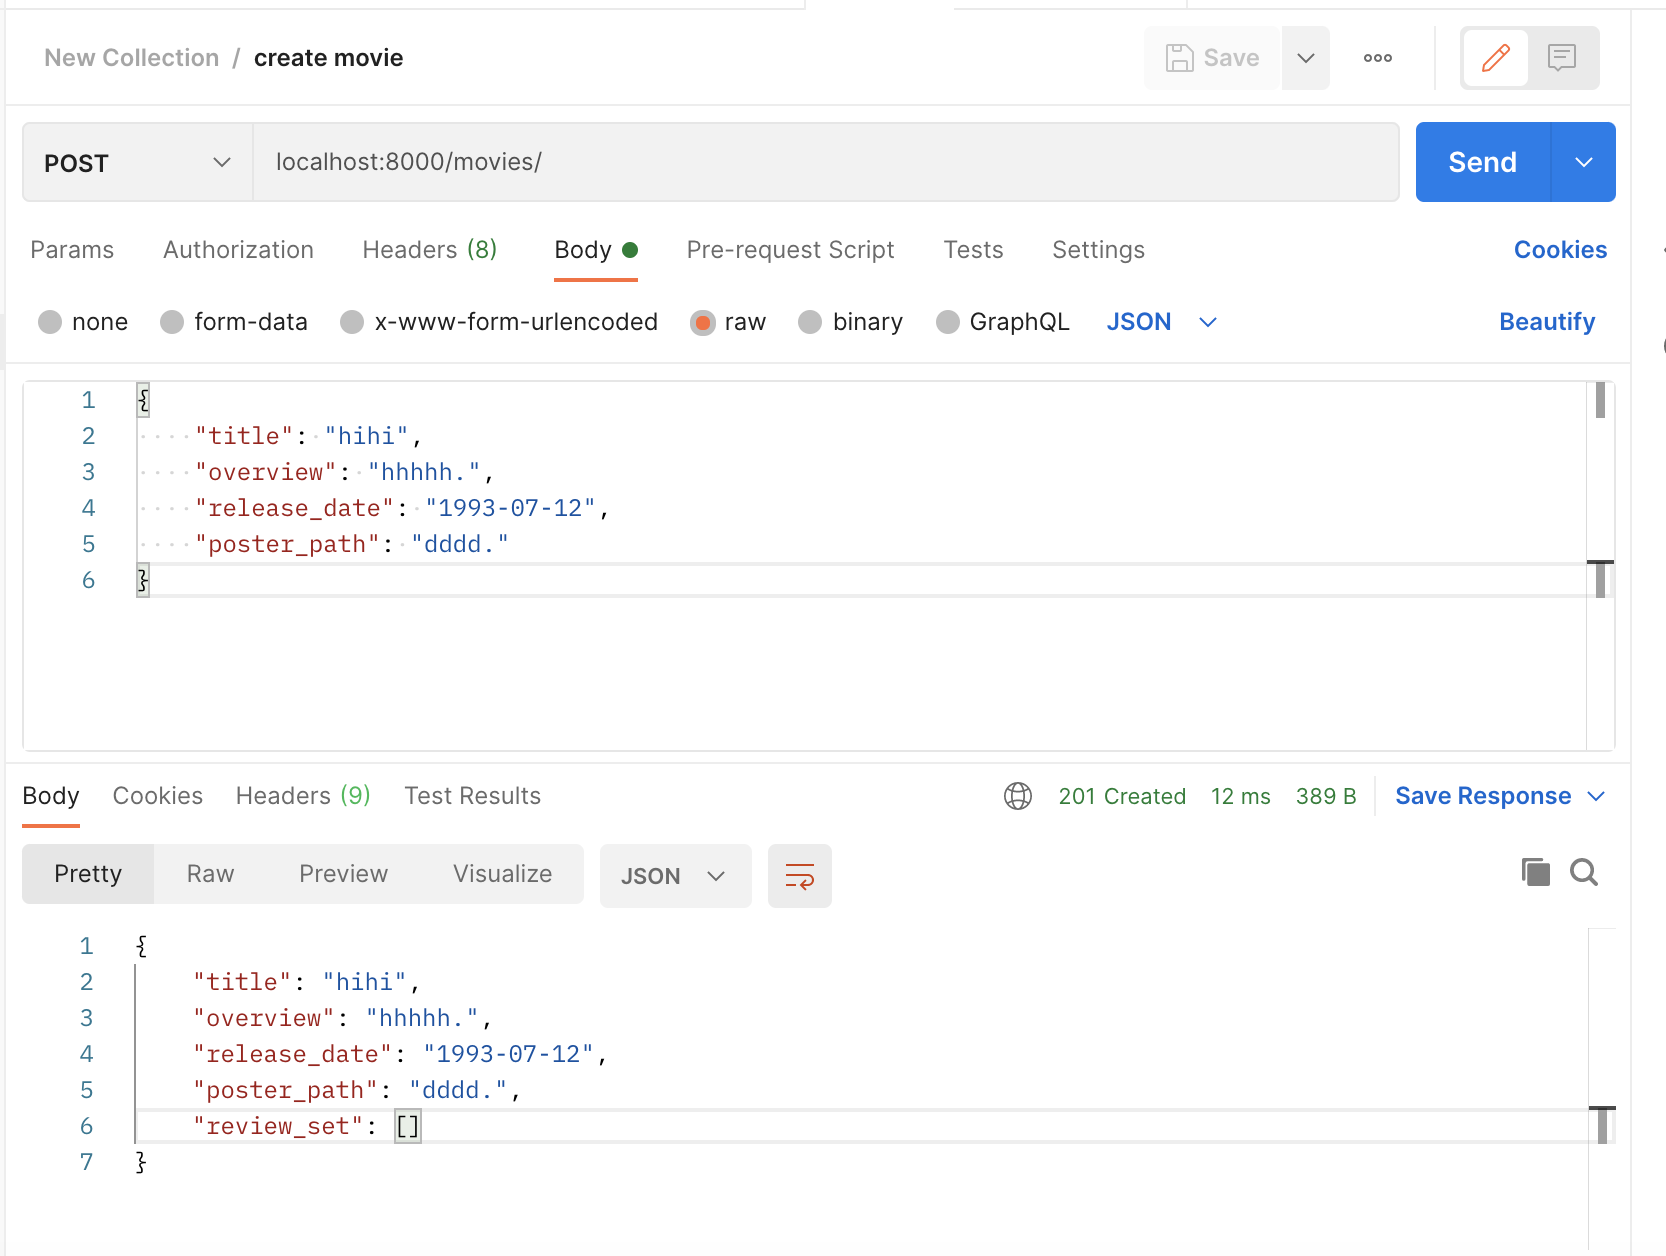 New Collection / create movie
Save
POST
localhost:8000/movies/
Send
Params Authorization Headers (8) Body Pre-request Script Tests Settings Cookies
none form-data x-www-form-urlencoded raw binary GraphQL JSON Beautify
1 {
2 "title": "hihi",
3 "overview": "hhhhh.",
4 "release_date": "1993-07-12",
5 "poster_path": "dddd."
6 }
Body Cookies Headers (9) Test Results 201 Created 12 ms 389 B Save Response
Pretty Raw Preview Visualize JSON
1 {
2 "title": "hihi",
3 "overview": "hhhhh.",
4 "release_date": "1993-07-12",
5 "poster_path": "dddd.",
6 "review_set": []
7 }